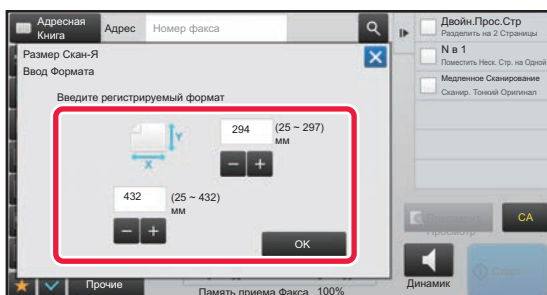 Адресная
Книга
Адрес
Номер факса
Двойн.Прос.Стр
Разделить на 2 Страницы
N в 1
Поместить Неск. Стр. на Одной
Медленное Сканирование
Сканир. Тонкий Оригинал
Размер Скан-Я
Ввод Формата
Введите регистрируемый формат
Y
X
294
(25 ~ 297)
мм
432
(25 ~ 432)
мм
OK
CA
Просмотр
Динамик
Старт
Прочие
Память приема Факса 100%